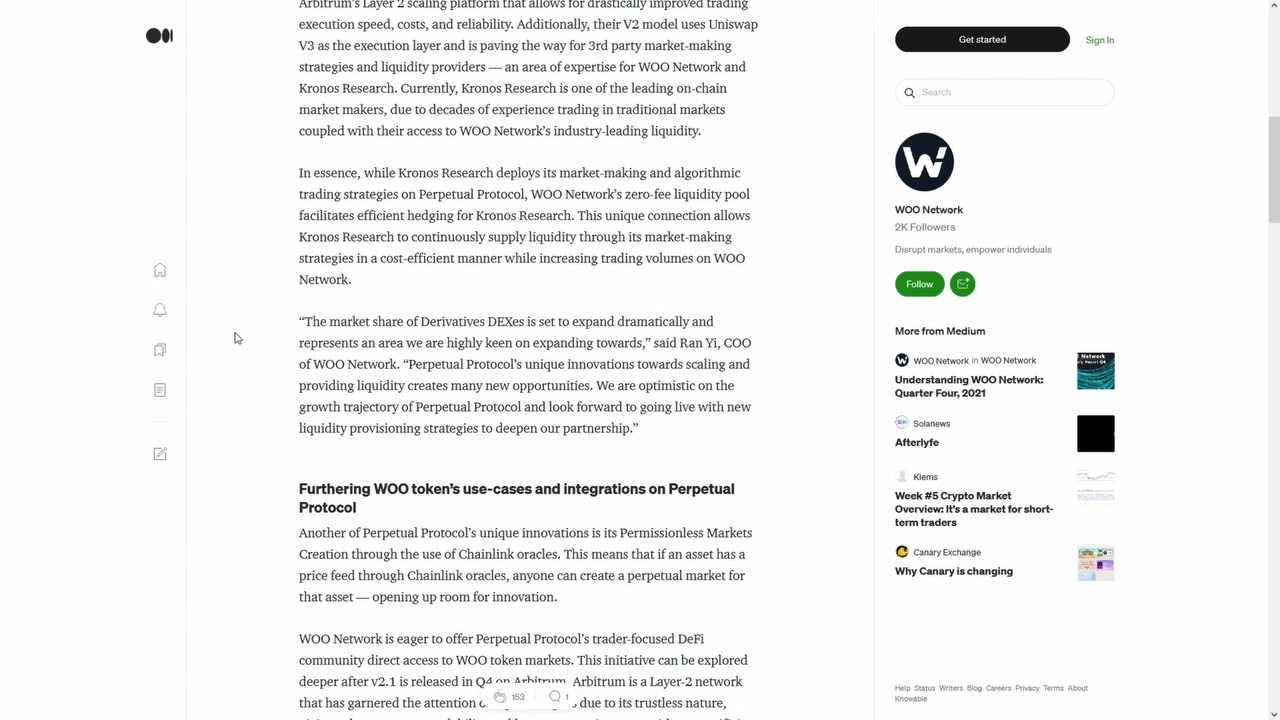 Arbitrum's Layer 2 scaling platform that allows for drastically improved trading
execution speed, costs, and reliability. Additionally, their V2 model uses Uniswap
V3 as the execution layer and is paving the way for 3rd party market-making
strategies and liquidity providers — an area of expertise for WOO Network and
Kronos Research. Currently, Kronos Research is one of the leading on-chain
market makers, due to decades of experience trading in traditional markets
coupled with their access to WOO Network's industry-leading liquidity.
In essence, while Kronos Research deploys its market-making and algorithmic
trading strategies on Perpetual Protocol, WOO Network's zero-fee liquidity pool
facilitates efficient hedging for Kronos Research. This unique connection allows
Kronos Research to continuously supply liquidity through its market-making
strategies in a cost-efficient manner while increasing trading volumes on WOO
Network.
“The market share of Derivatives DEXes is set to expand dramatically and
represents an area we are highly keen on expanding towards,” said Ran Yi, COO
of WOO Network. “Perpetual Protocol's unique innovations towards scaling and
providing liquidity creates many new opportunities. We are optimistic on the
growth trajectory of Perpetual Protocol and look forward to going live with new
liquidity provisioning strategies to deepen our partnership.”
Furthering WOO token's use-cases and integrations on Perpetual
Protocol
Another of Perpetual Protocol's unique innovations is its Permissionless Markets
Creation through the use of Chainlink oracles. This means that if an asset has a
price feed through Chainlink oracles, anyone can create a perpetual market for
that asset — opening up room for innovation.
WOO Network is eager to offer Perpetual Protocol's trader-focused DeFi
community direct access to WOO token markets. This initiative can be explored
deeper after v2.1 is released in Q4 on Arbitrum. Arbitrum is a Layer-2 network
that has garnered the attention o due to its trustless nature,
153 1
Get started
Sign In
Search
W
WOO Network
2K Followers
Disrupt markets, empower individuals
Follow
More from Medium
WOO Network in WOO Network
Understanding WOO Network:
Quarter Four, 2021
Solanews
Afterlyfe
Klems
Week #5 Crypto Market
Overview: It's a market for short-
term traders
Canary Exchange
Why Canary is changing
Help Status Writers Blog Careers Privacy Terms About
Knowable